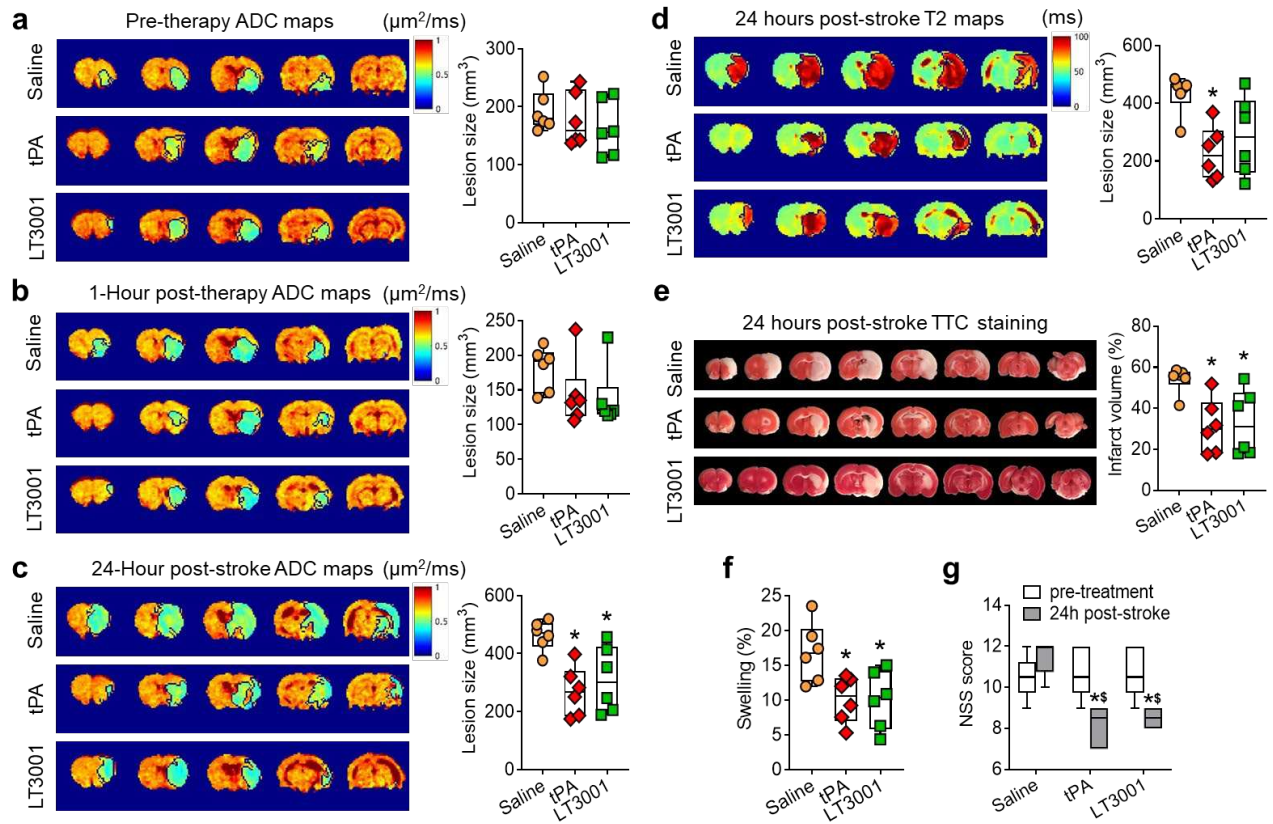 a
Pre-therapy ADC maps (µm²/ms)
Saline
tPA
LT3001
1
0.5
0
Lesion size (mm³)
300
200
100
0
Saline
tPA
LT3001
b
1-Hour post-therapy ADC maps (µm²/ms)
Saline
tPA
LT3001
1
0.5
0
Lesion size (mm³)
250
200
150
100
50
0
Saline
tPA
LT3001
c
24-Hour post-stroke ADC maps (µm²/ms)
Saline
tPA
LT3001
1
0.5
0
Lesion size (mm³)
600
400
200
0
*
*
Saline
tPA
LT3001
d
24 hours post-stroke T2 maps (ms)
Saline
tPA
LT3001
100
50
0
Lesion size (mm³)
600
400
200
0
*
Saline
tPA
LT3001
e
24 hours post-stroke TTC staining
Saline
tPA
LT3001
Infarct volume (%)
80
60
40
20
0
*
*
Saline
tPA
LT3001
f
Swelling (%)
25
20
15
10
5
0
*
*
Saline
tPA
LT3001
g
pre-treatment
24h post-stroke
NSS score
14
12
10
8
6
*$
*$
Saline
tPA
LT3001